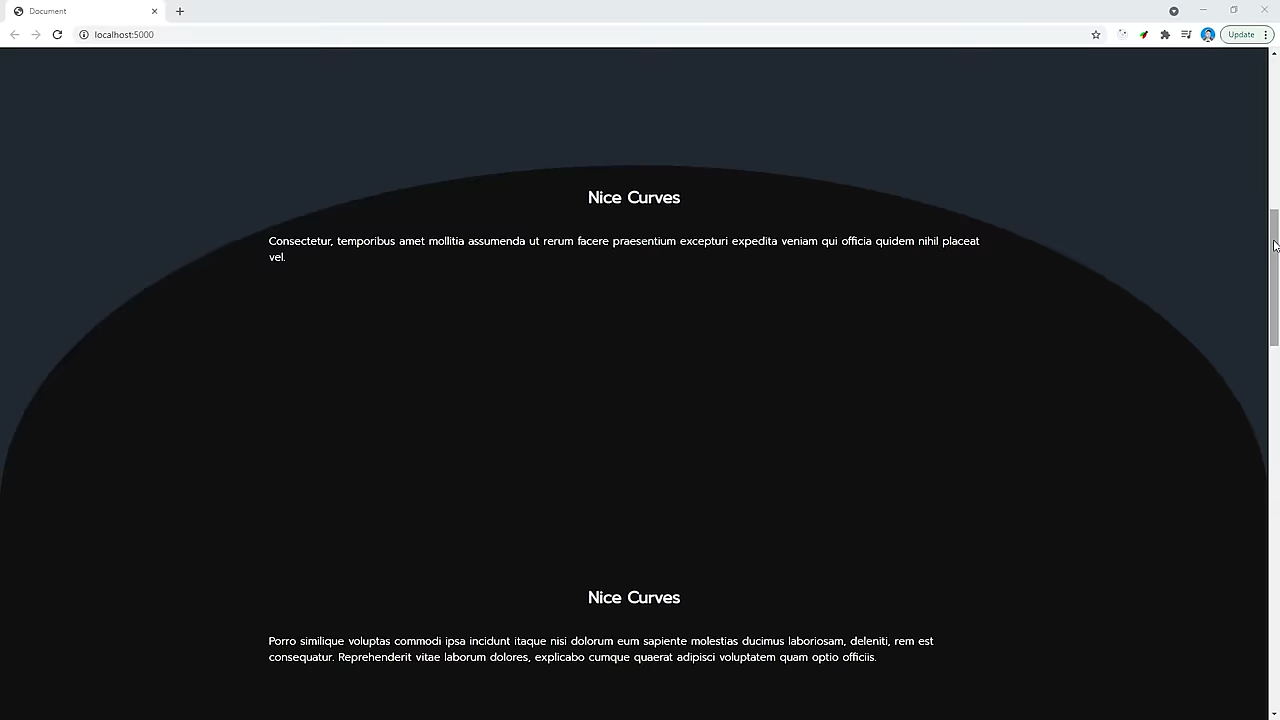 Document
localhost:5000
Update
Nice Curves
Consectetur, temporibus amet mollitia assumenda ut rerum facere praesentium excepturi expedita veniam qui officia quidem nihil placeat
vel.
Nice Curves
Porro similique voluptas commodi ipsa incidunt itaque nisi dolorum eum sapiente molestias ducimus laboriosam, deleniti, rem est
consequatur. Reprehenderit vitae laborum dolores, explicabo cumque quaerat adipisci voluptatem quam optio officiis.